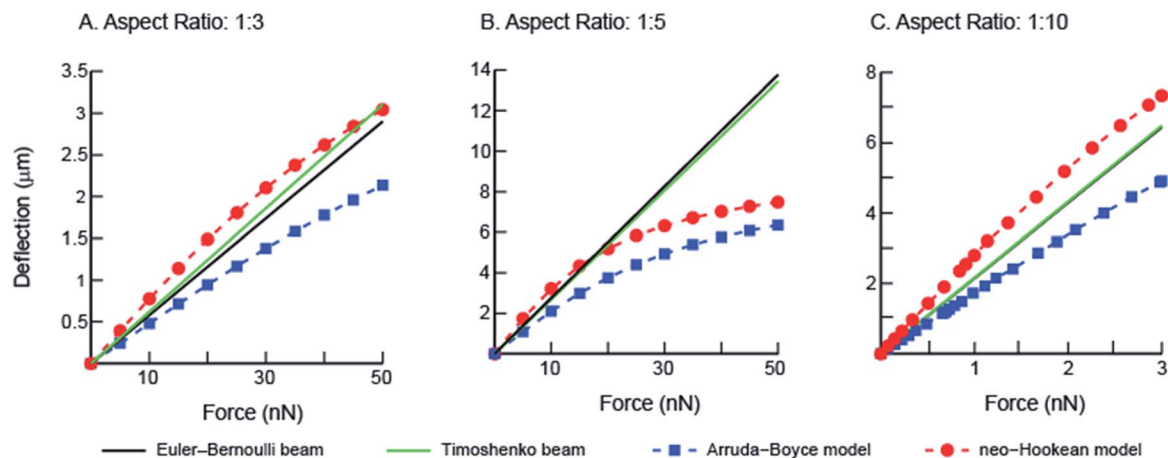 A. Aspect Ratio: 1:3
B. Aspect Ratio: 1:5
C. Aspect Ratio: 1:10
Deflection (μm)
3.5
3
2.5
2
1.5
1
0.5
10
30
50
Force (nN)
14
12
10
8
6
4
2
10
30
50
Force (nN)
8
6
4
2
1
2
3
Force (nN)
Euler–Bernoulli beam
Timoshenko beam
Arruda–Boyce model
neo–Hookean model